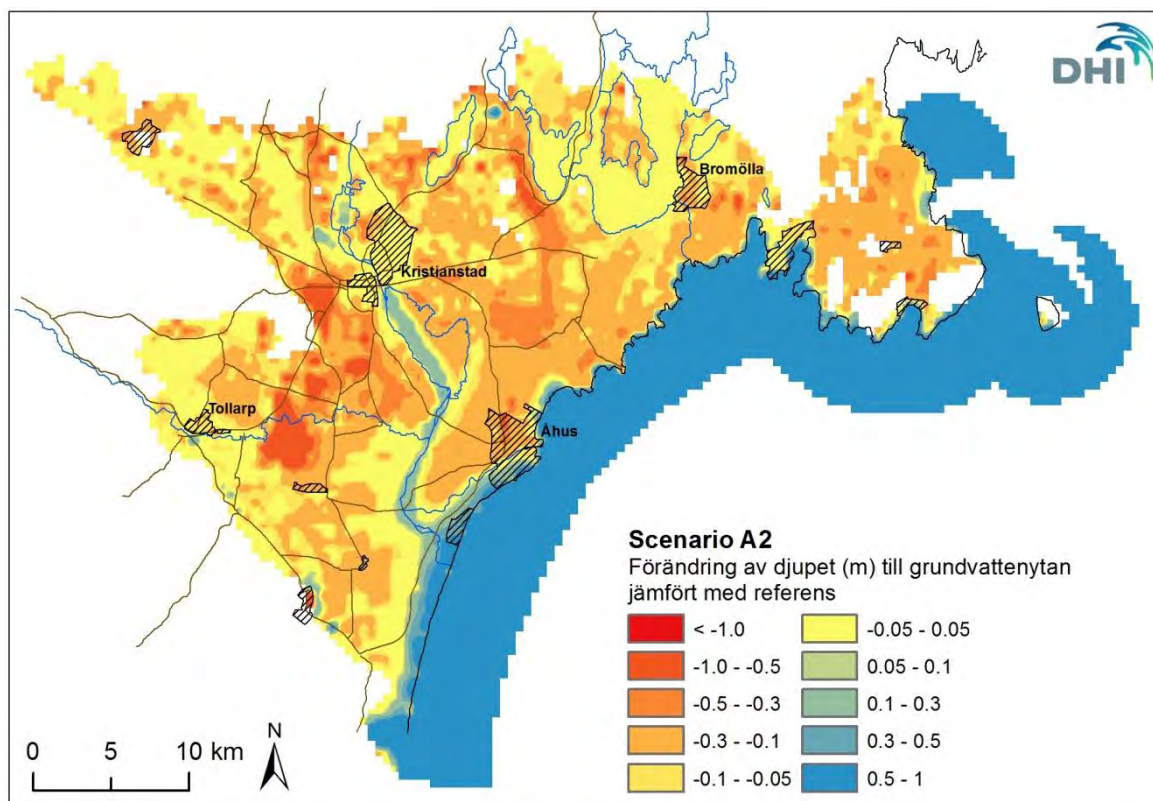 DHI
Bromölla
Kristianstad
Tollarp
Åhus
Scenario A2
Förändring av djupet (m) till grundvattenytan
jämfört med referens
< -1.0
-0.05 - 0.05
-1.0 - -0.5
0.05 - 0.1
-0.5 - -0.3
0.1 - 0.3
-0.3 - -0.1
0.3 - 0.5
-0.1 - -0.05
0.5 - 1
0 5 10 km
N